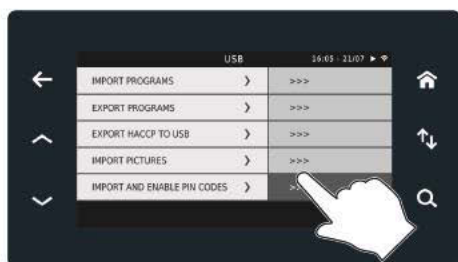 USB 16:05 - 21/07
IMPORT PROGRAMS >>>
EXPORT PROGRAMS >>>
EXPORT HACCP TO USB >>>
IMPORT PICTURES >>>
IMPORT AND ENABLE PIN CODES >>>